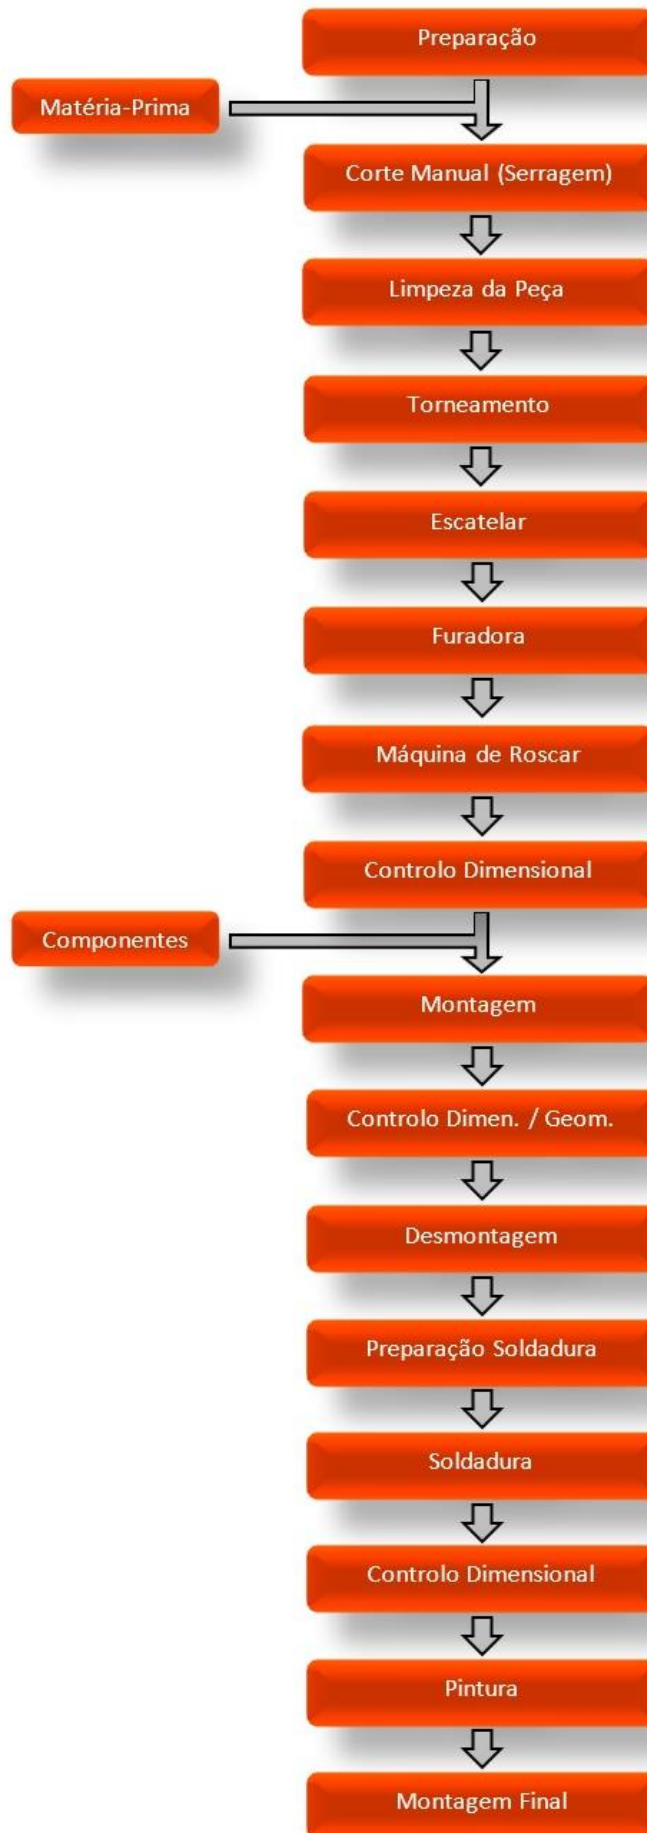 Preparação
Matéria-Prima
Corte Manual (Serragem)
Limpeza da Peça
Torneamento
Escatelar
Furadora
Máquina de Roscar
Controlo Dimensional
Componentes
Montagem
Controlo Dimen. / Geom.
Desmontagem
Preparação Soldadura
Soldadura
Controlo Dimensional
Pintura
Montagem Final